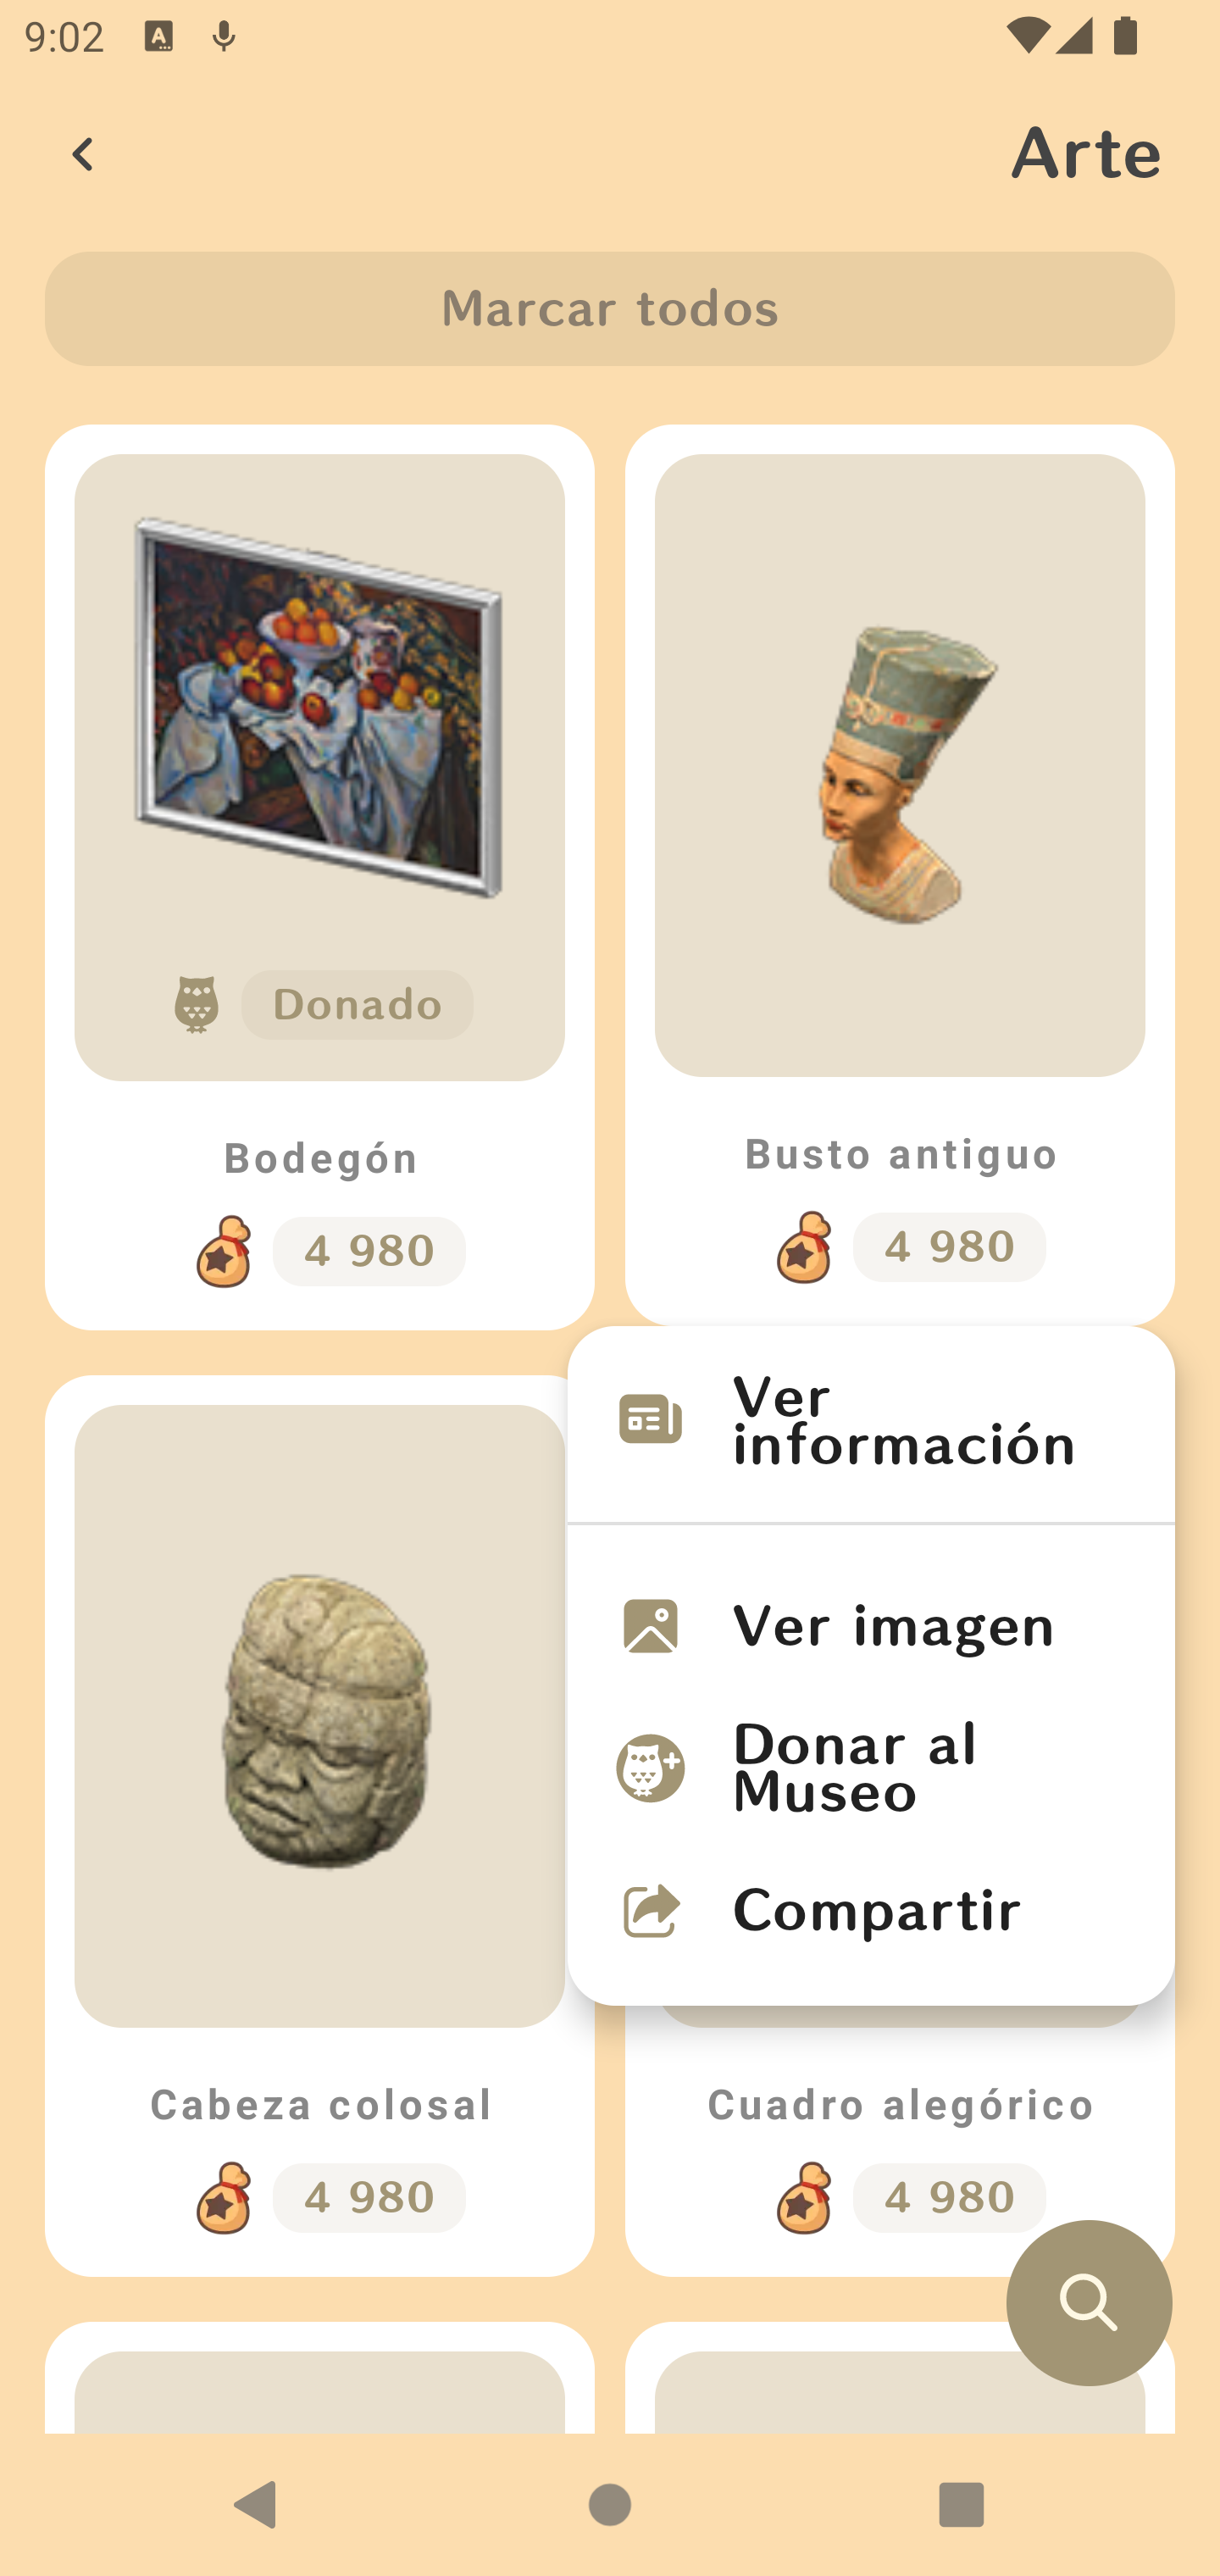 9:02
Arte
Marcar todos
Donado
Bodegón
4 980
Busto antiguo
4 980
Ver
información
Ver imagen
Donar al
Museo
Compartir
Cabeza colosal
4 980
Cuadro alegórico
4 980